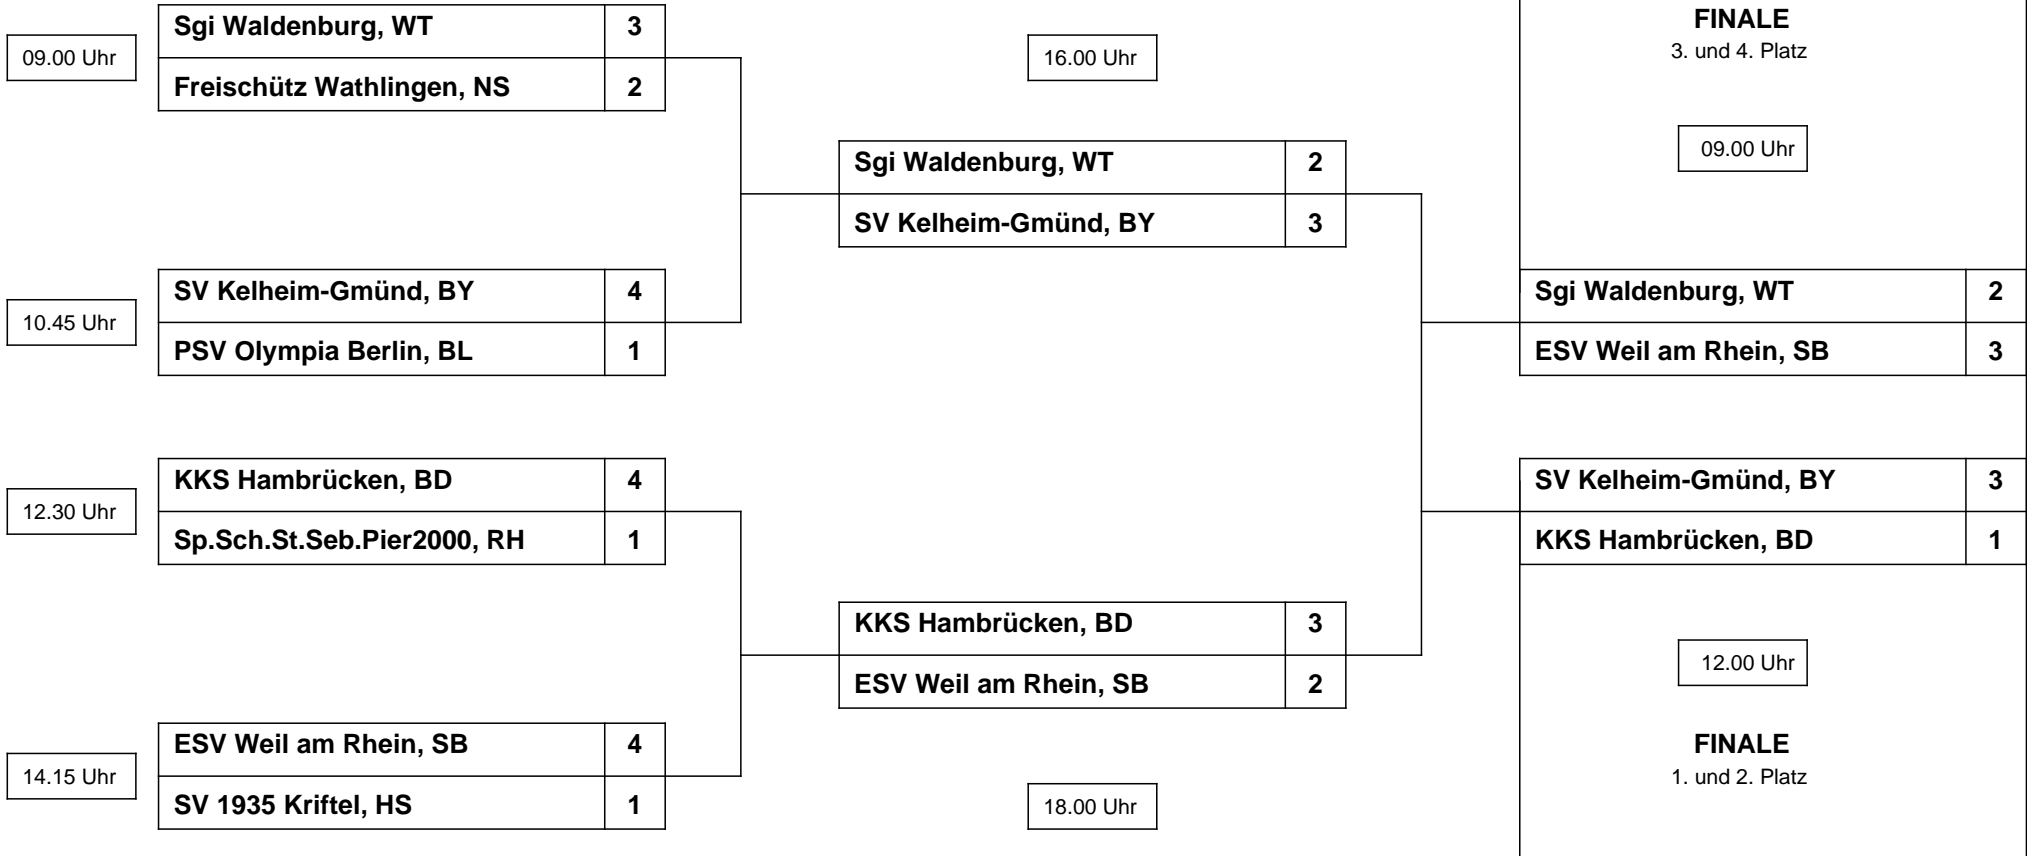 09.00 Uhr
Sgi Waldenburg, WT 3
Freischütz Wathlingen, NS 2
10.45 Uhr
SV Kelheim-Gmünd, BY 4
PSV Olympia Berlin, BL 1
12.30 Uhr
KKS Hambrücken, BD 4
Sp.Sch.St.Seb.Pier2000, RH 1
14.15 Uhr
ESV Weil am Rhein, SB 4
SV 1935 Kriftel, HS 1
16.00 Uhr
Sgi Waldenburg, WT 2
SV Kelheim-Gmünd, BY 3
KKS Hambrücken, BD 3
ESV Weil am Rhein, SB 2
18.00 Uhr
FINALE
3. und 4. Platz
09.00 Uhr
Sgi Waldenburg, WT 2
ESV Weil am Rhein, SB 3
SV Kelheim-Gmünd, BY 3
KKS Hambrücken, BD 1
12.00 Uhr
FINALE
1. und 2. Platz